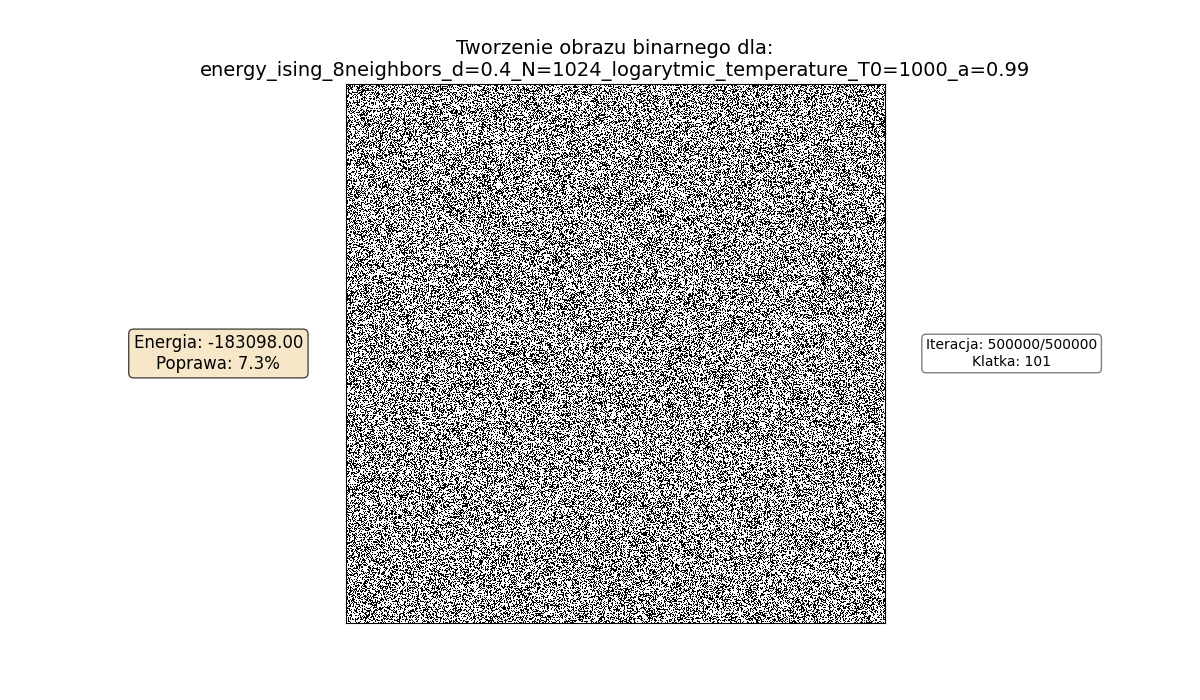 Tworzenie obrazu binarnego dla:
energy_ising_8neighbors_d=0.4_N=1024_logarytmic_temperature_T0=1000_a=0.99
Energia: -183098.00
Poprawa: 7.3%
Iteracja: 500000/500000
Klatka: 101